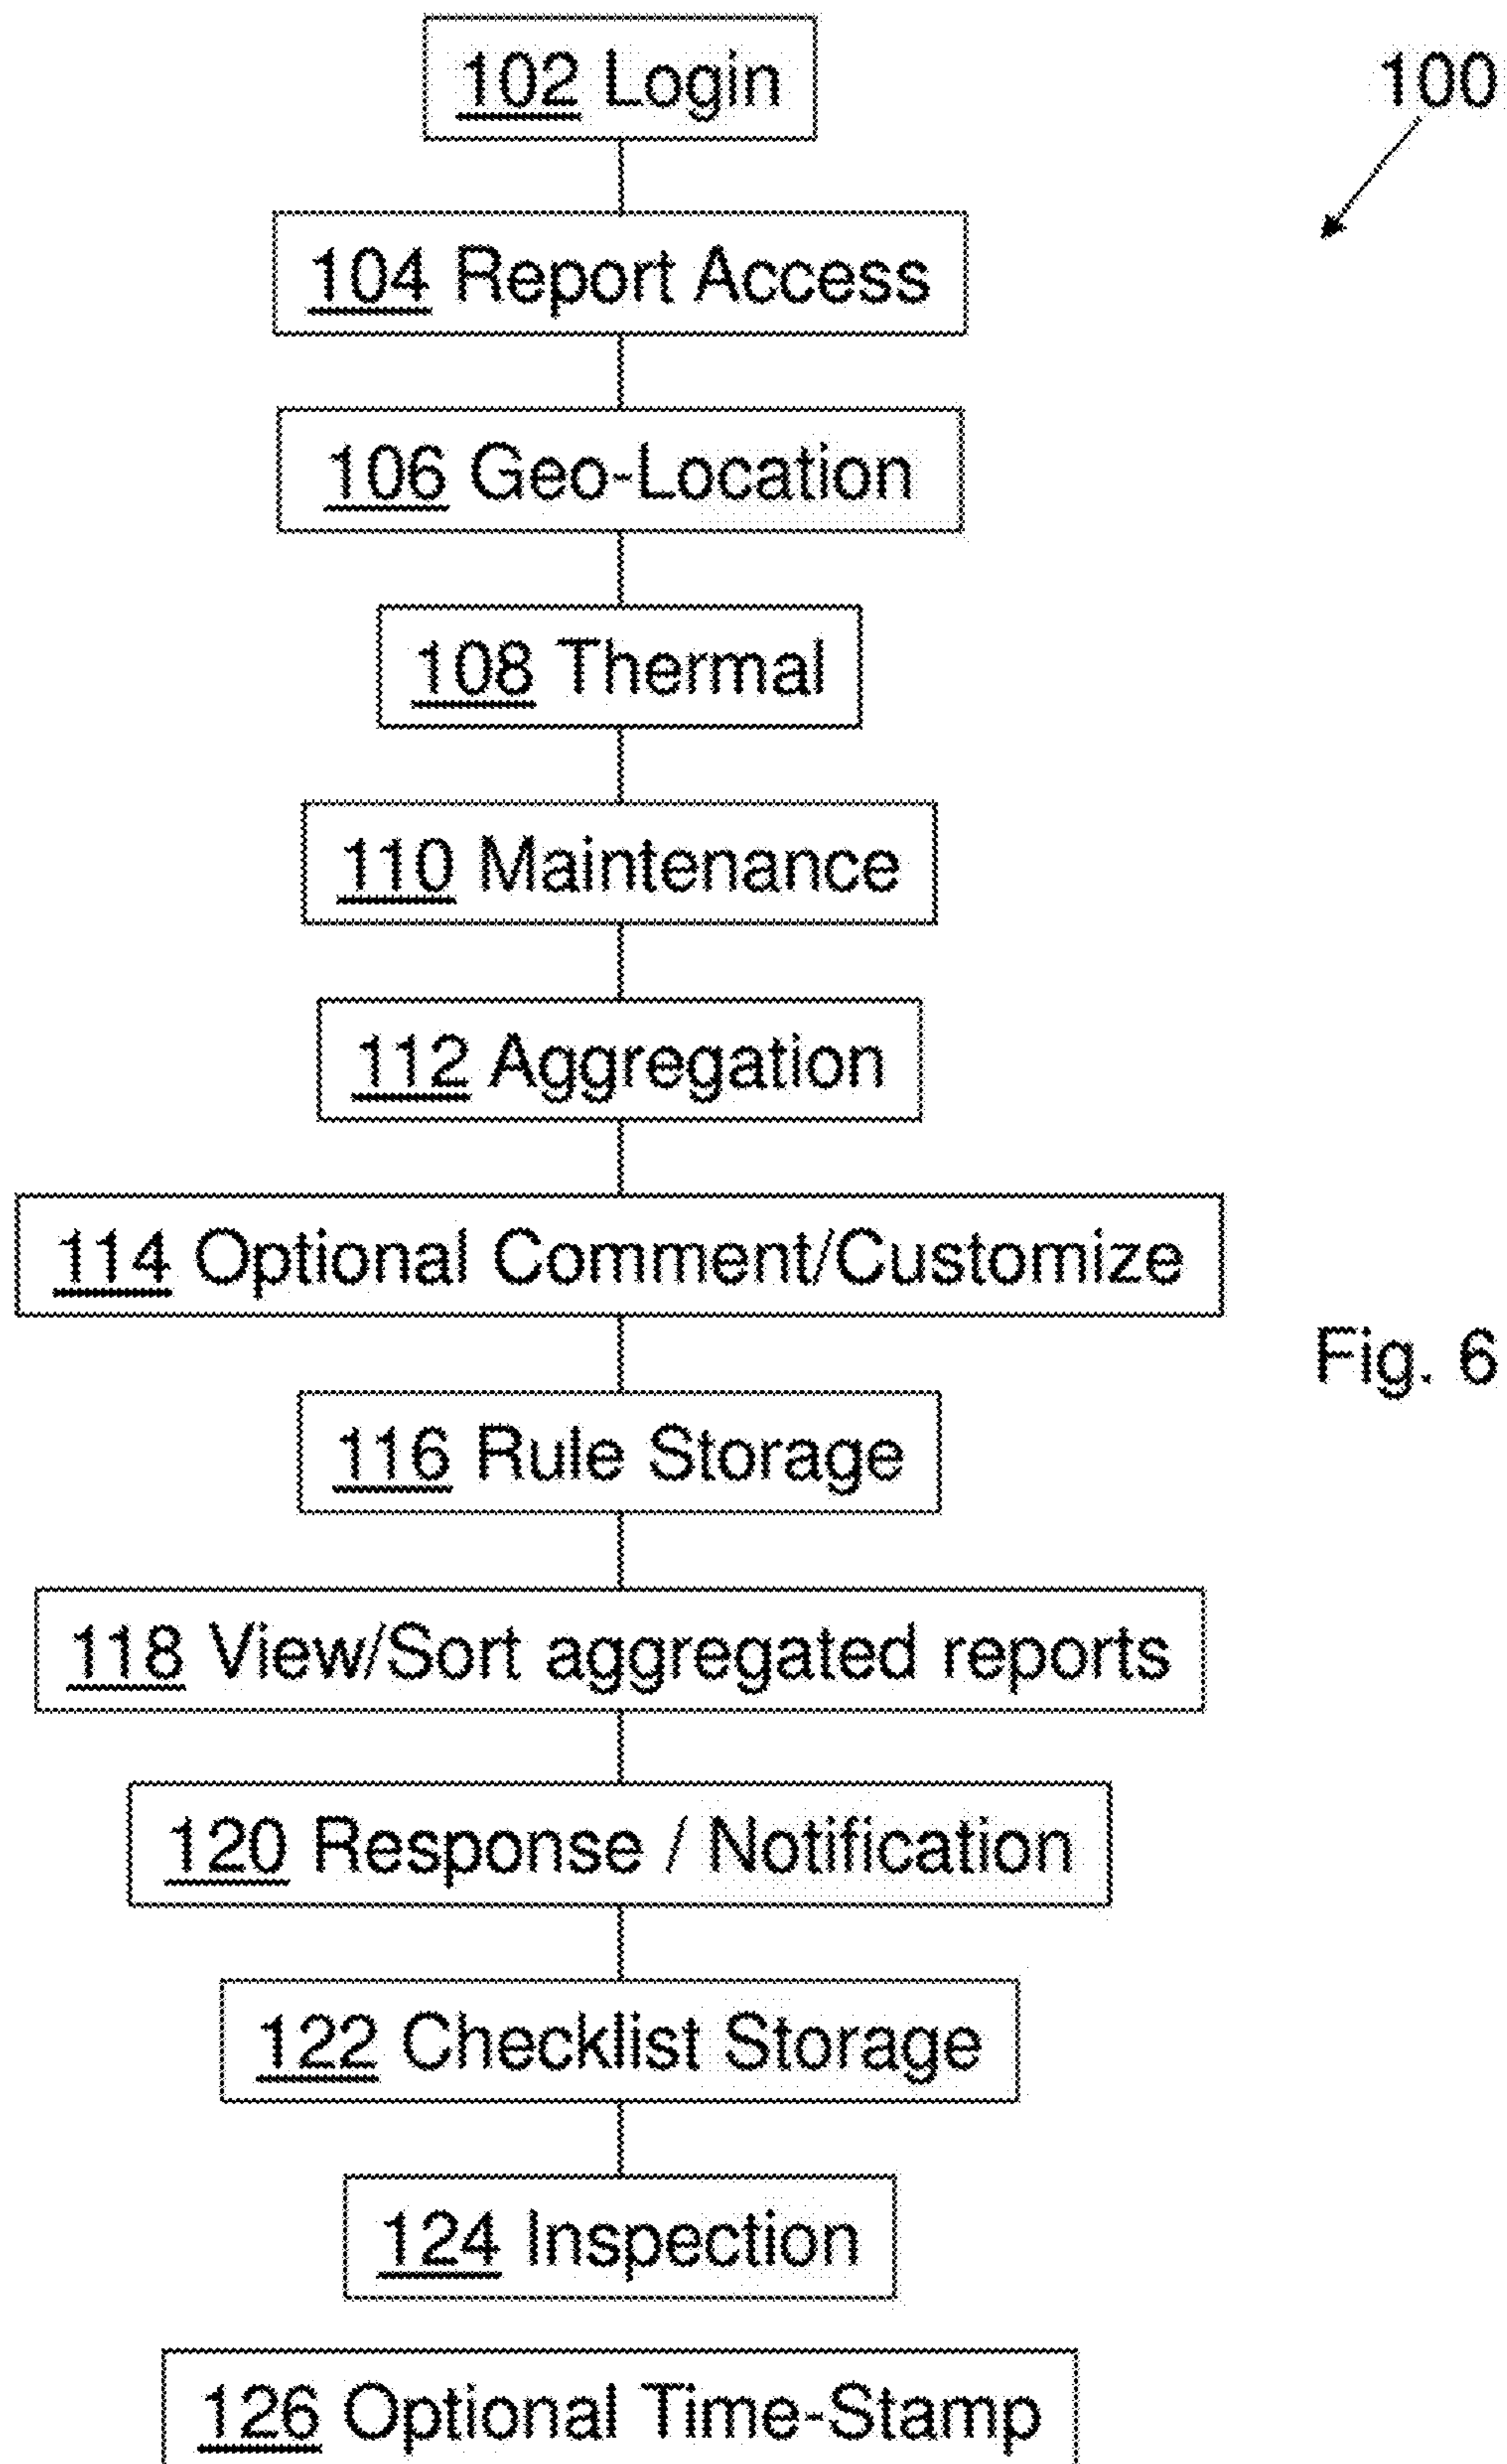 102 Login
100
104 Report Access
106 Geo-Location
108 Thermal
110 Maintenance
112 Aggregation
114 Optional Comment/Customize
Fig. 6
116 Rule Storage
118 View/Sort aggregated reports
120 Response / Notification
122 Checklist Storage
124 Inspection
126 Optional Time-Stamp